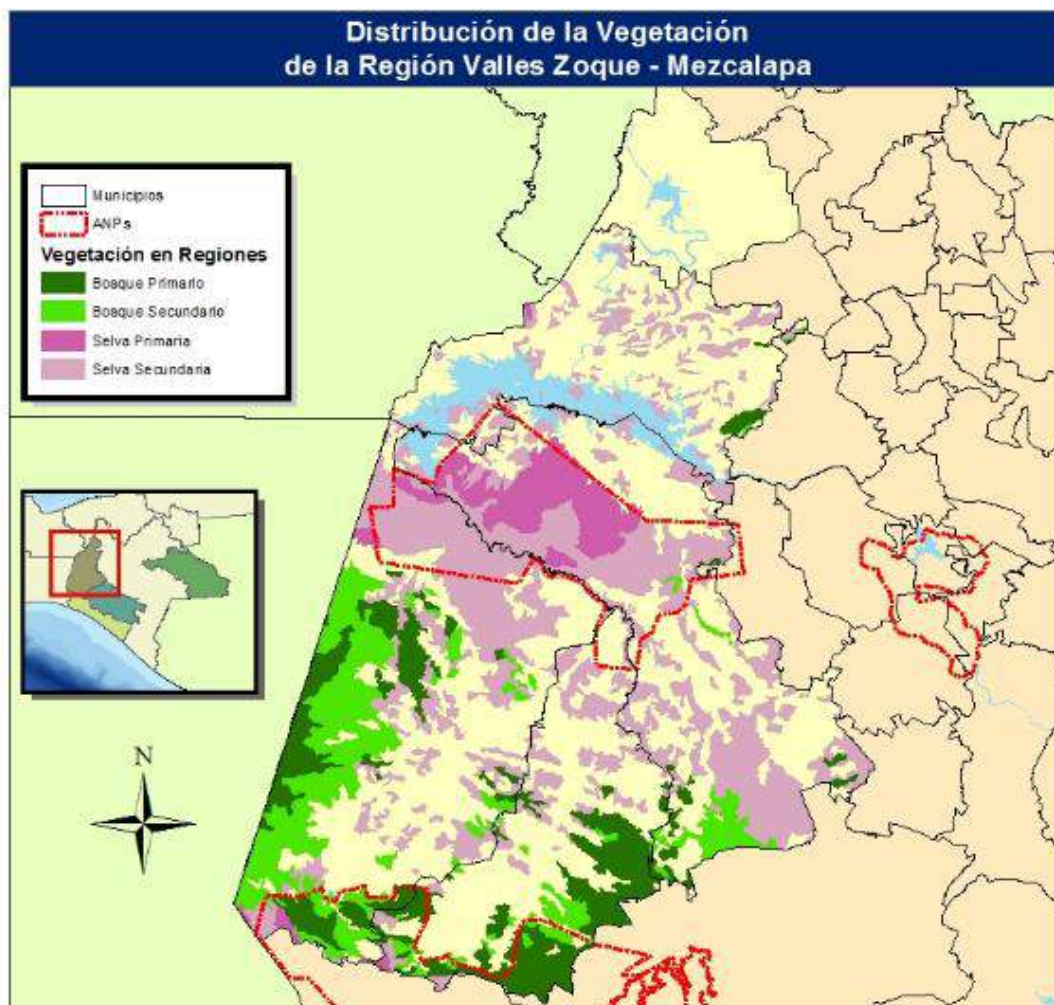 Distribución de la Vegetación
de la Región Valles Zoque - Mezcalapa
Municipios
ANPs
Vegetación en Regiones
Bosque Primario
Bosque Secundario
Selva Primaria
Selva Secundaria
N